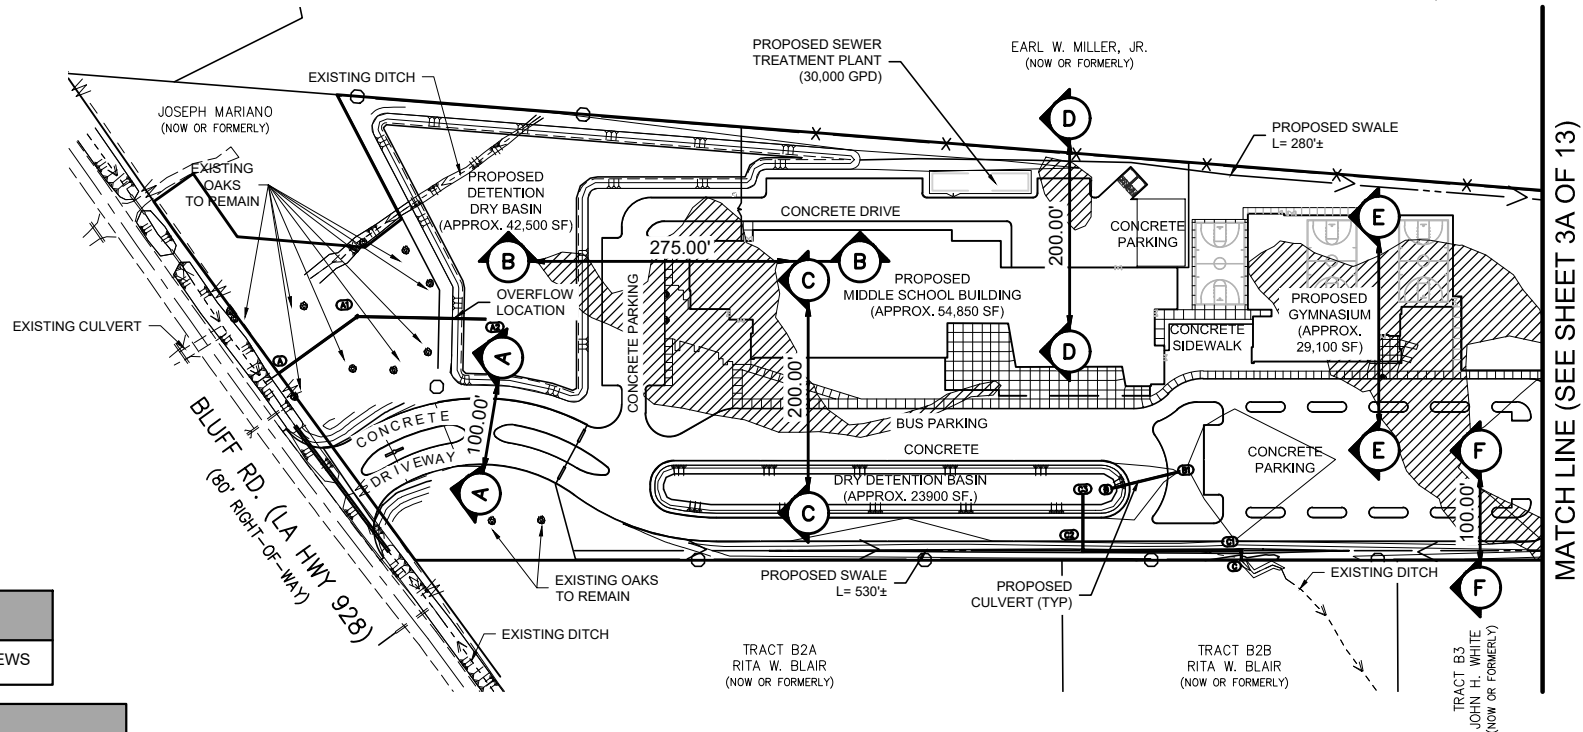 PROPOSED SEWER
TREATMENT PLANT
(30,000 GPD)
EARL W. MILLER, JR.
(NOW OR FORMERLY)
EXISTING DITCH
JOSEPH MARIANO
(NOW OR FORMERLY)
D
PROPOSED SWALE
L= 280'±
EXISTING
OAKS
TO REMAIN
PROPOSED
DETENTION
DRY BASIN
(APPROX. 42,500 SF)
CONCRETE DRIVE
200.00'
CONCRETE
PARKING
E
B
275.00'
B
C
PROPOSED
MIDDLE SCHOOL BUILDING
(APPROX. 54,850 SF)
PROPOSED
GYMNASIUM
(APPROX.
29,100 SF)
A1
OVERFLOW
LOCATION
A2
CONCRETE PARKING
EXISTING CULVERT
A
A
D
CONCRETE
SIDEWALK
200.00'
100.00'
CONCRETE
DRIVEWAY
BUS PARKING
CONCRETE
E
F
CONCRETE
PARKING
DRY DETENTION BASIN
(APPROX. 23900 SF.)
B1
C3
B
A
C
100.00'
C2
C1
C
BLUFF RD. (LA HWY 928)
(80' RIGHT-OF-WAY)
EXISTING OAKS
TO REMAIN
PROPOSED SWALE
L= 530'±
PROPOSED
CULVERT (TYP)
EXISTING DITCH
F
EXISTING DITCH
TRACT B2A
RITA W. BLAIR
(NOW OR FORMERLY)
TRACT B2B
RITA W. BLAIR
(NOW OR FORMERLY)
TRACT B3
JOHN H. WHITE
(NOW OR FORMERLY)
MATCH LINE (SEE SHEET 3A OF 13)
EWS